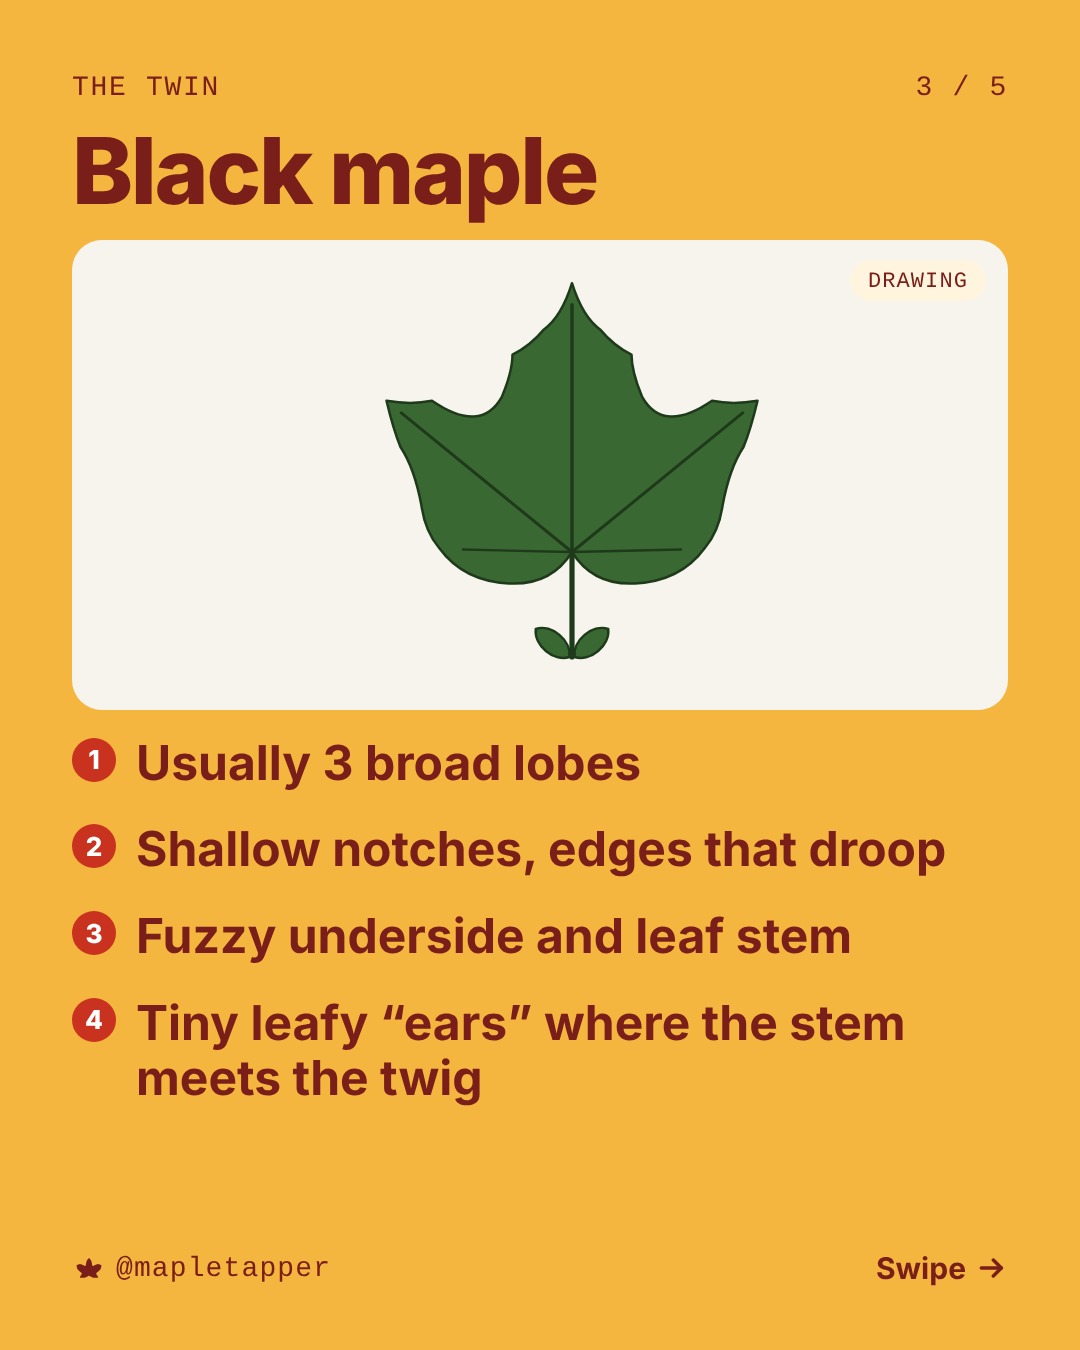 THE TWIN
3 / 5
Black maple
DRAWING
1 Usually 3 broad lobes
2 Shallow notches, edges that droop
3 Fuzzy underside and leaf stem
4 Tiny leafy “ears” where the stem
meets the twig
@mapletapper
Swipe →